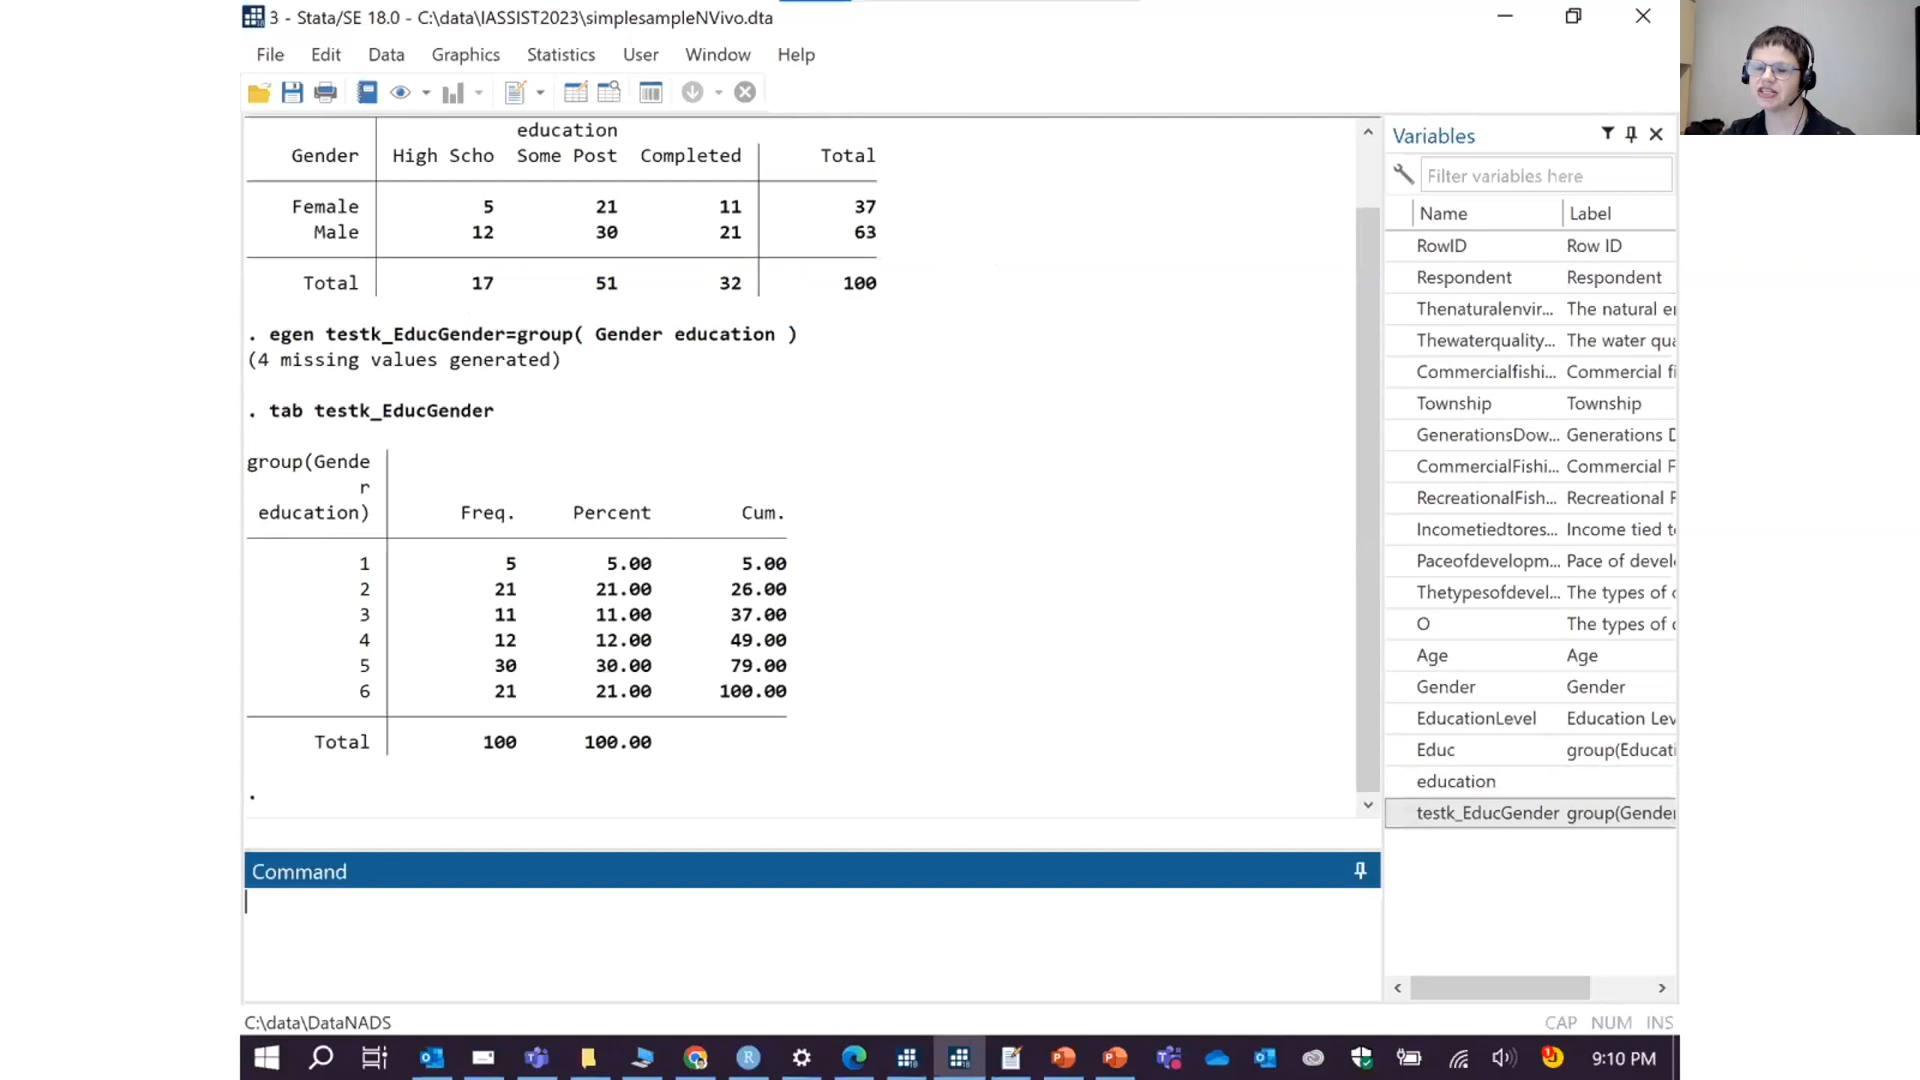 3 - Stata/SE 18.0 - C:\data\IASSIST2023\simplesampleNVivo.dta
File Edit Data Graphics Statistics User Window Help
education
Gender High Scho Some Post Completed Total
Female 5 21 11 37
Male 12 30 21 63
Total 17 51 32 100
. egen testk_EducGender=group( Gender education )
(4 missing values generated)
. tab testk_EducGender
group(Gende
r
education) Freq. Percent Cum.
1 5 5.00 5.00
2 21 21.00 26.00
3 11 11.00 37.00
4 12 12.00 49.00
5 30 30.00 79.00
6 21 21.00 100.00
Total 100 100.00
.
Command
Variables
Filter variables here
Name Label
RowID Row ID
Respondent Respondent
Thenaturalenvir... The natural e
Thewaterquality... The water qua
Commercialfishi... Commercial fi
Township Township
GenerationsDow... Generations D
CommercialFishi... Commercial F
RecreationalFish... Recreational F
Incometiedtores... Income tied t
Paceofdevelopm... Pace of devel
Thetypesofdevel... The types of
O The types of
Age Age
Gender Gender
EducationLevel Education Lev
Educ group(Educati
education
testk_EducGender group(Gender
C:\data\DataNADS
CAP NUM INS
9:10 PM